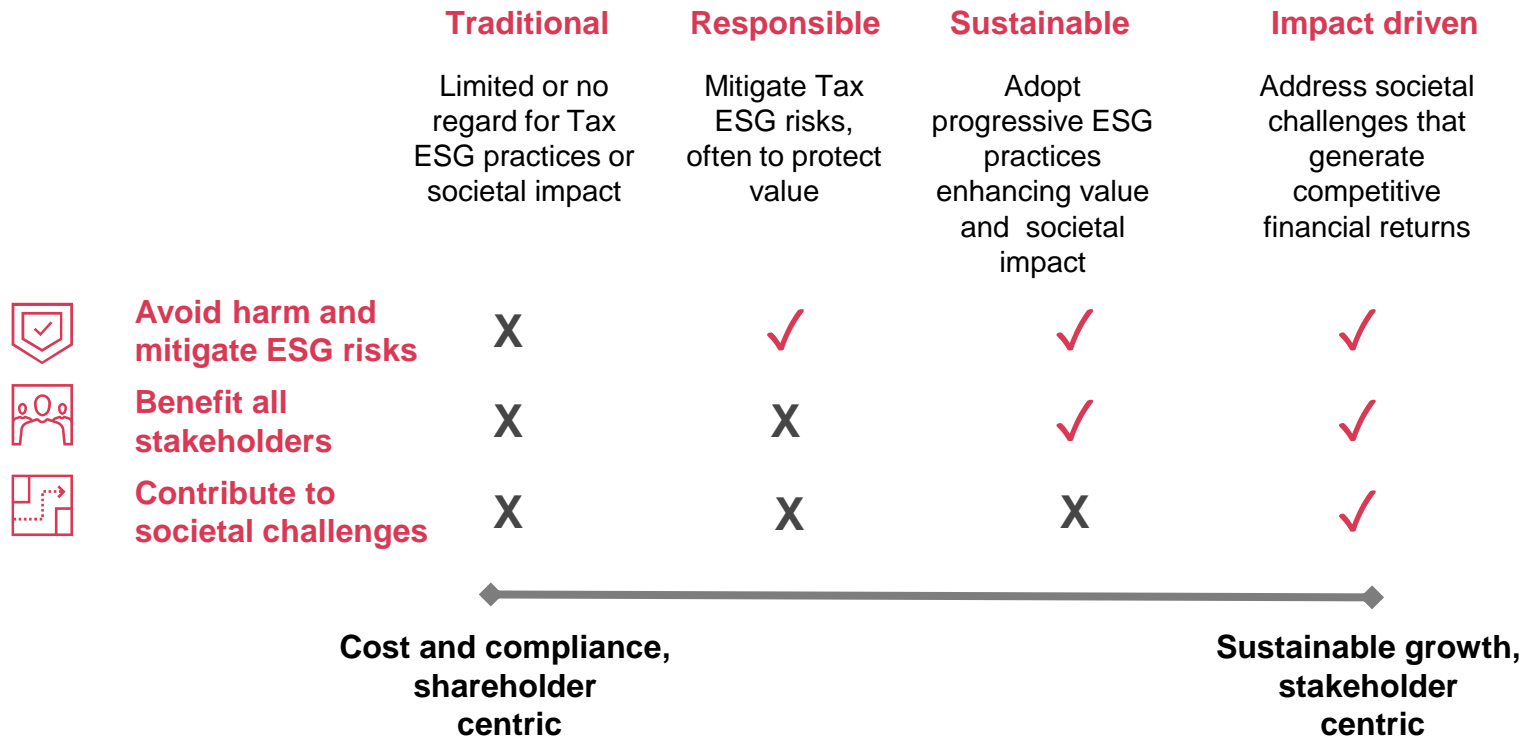 Traditional
Responsible
Sustainable
Impact driven
Limited or no
regard for Tax
ESG practices or
societal impact
Mitigate Tax
ESG risks,
often to protect
value
Adopt
progressive ESG
practices
enhancing value
and societal
impact
Address societal
challenges that
generate
competitive
financial returns
Avoid harm and
mitigate ESG risks
X
✓
✓
✓
Benefit all
stakeholders
X
X
✓
✓
Contribute to
societal challenges
X
X
X
✓
Cost and compliance,
shareholder
centric
Sustainable growth,
stakeholder
centric